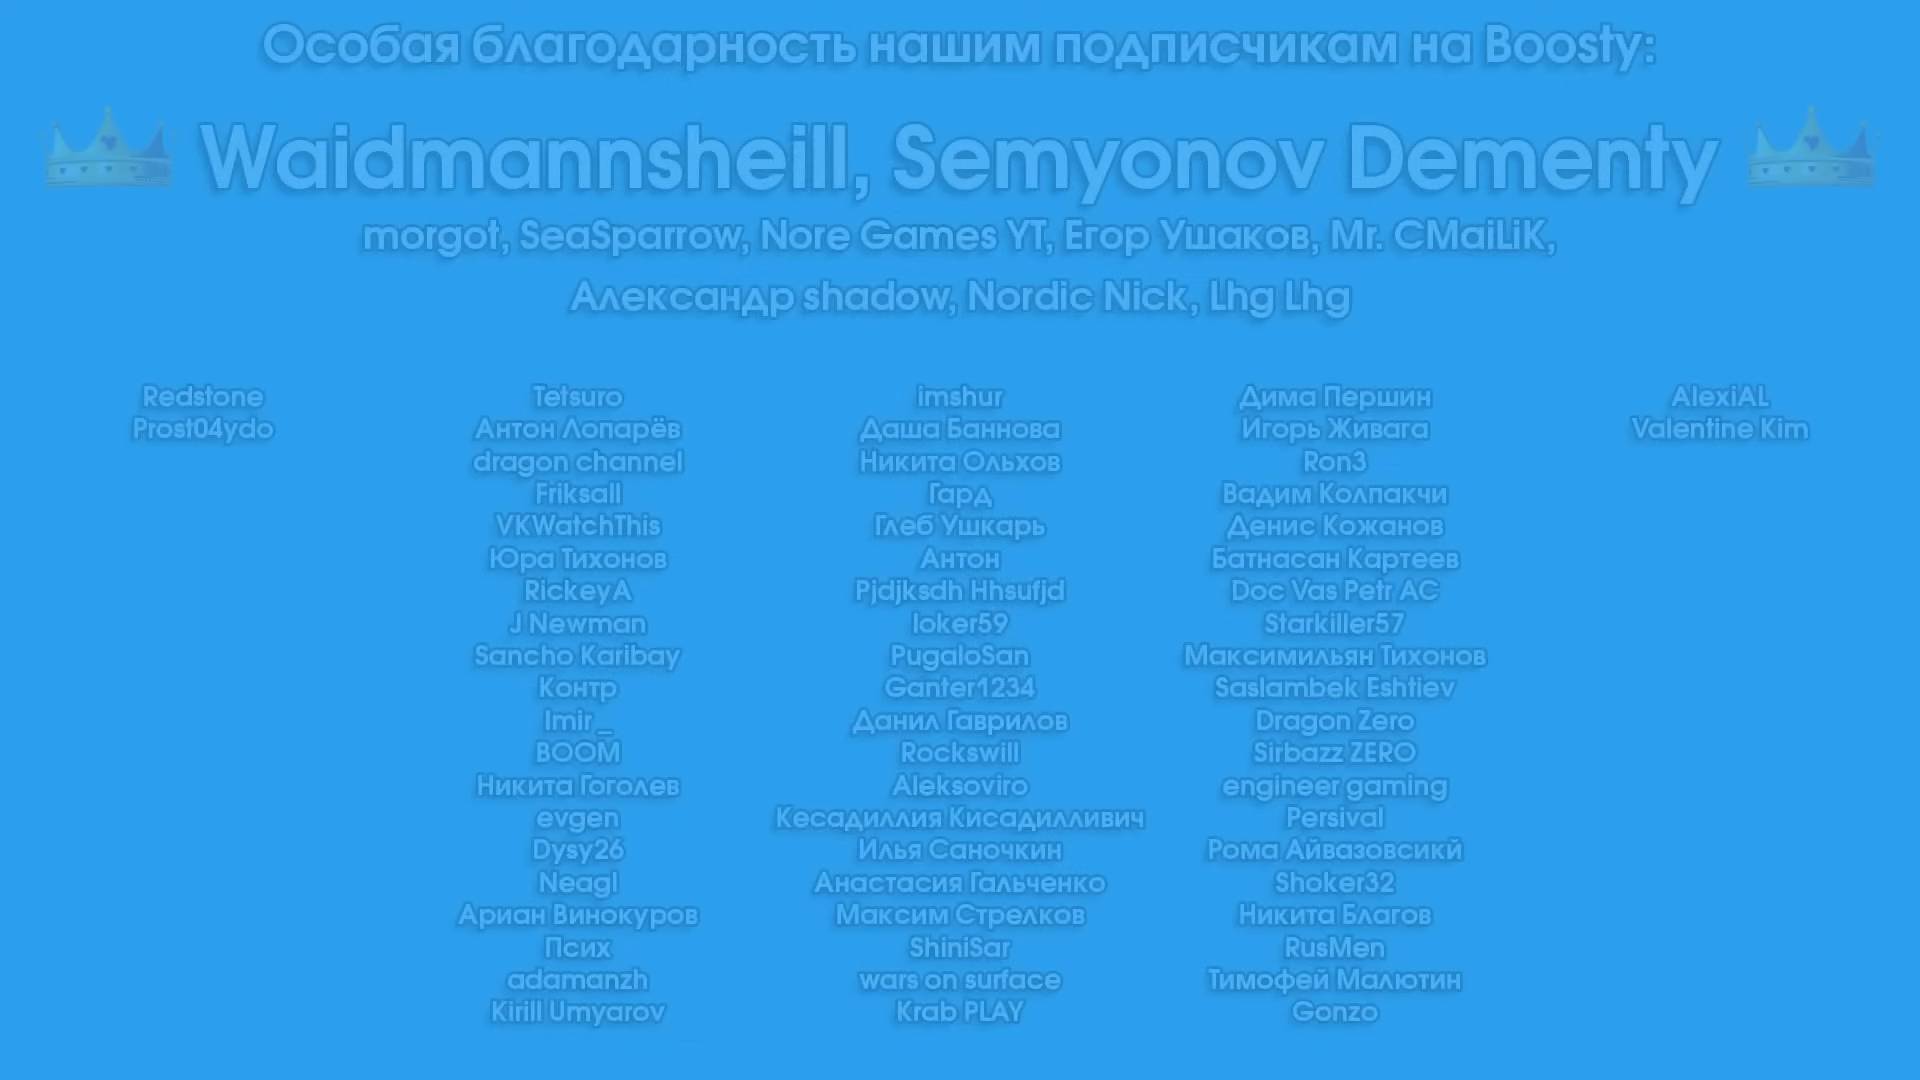 Особая благодарность нашим подписчикам на Boosty:
Waidmannsheill, Semyonov Dementy
morgot, SeaSparrow, Nore Games YT, Егор Ушаков, Mr. CMaiLiK,
Александр shadow, Nordic Nick, Lhg Lhg
Redstone
Prost04ydo
Tetsuro
Антон Лопарёв
dragon channel
Friksall
VKWatchThis
Юра Тихонов
RickeyA
J Newman
Sancho Karibay
Контр
Imir _
BOOM
Никита Гоголев
evgen
Dysy26
Neagl
Ариан Винокуров
Псих
adamanzh
Kirill Umyarov
imshur
Даша Баннова
Никита Ольхов
Гард
Глеб Ушкарь
Антон
Pjdjksdh Hhsufjd
loker59
PugaloSan
Ganter1234
Данил Гаврилов
Rockswill
Aleksoviro
Кесадиллия Кисадилливич
Илья Саночкин
Анастасия Гальченко
Максим Стрелков
ShiniSar
wars on surface
Krab PLAY
Дима Першин
Игорь Живага
Ron3
Вадим Колпакчи
Денис Кожанов
Батнасан Картеев
Doc Vas Petr AC
Starkiller57
Максимильян Тихонов
Saslambek Eshtiev
Dragon Zero
Sirbazz ZERO
engineer gaming
Persival
Рома Айвазовсикй
Shoker32
Никита Благов
RusMen
Тимофей Малютин
Gonzo
AlexiAL
Valentine Kim